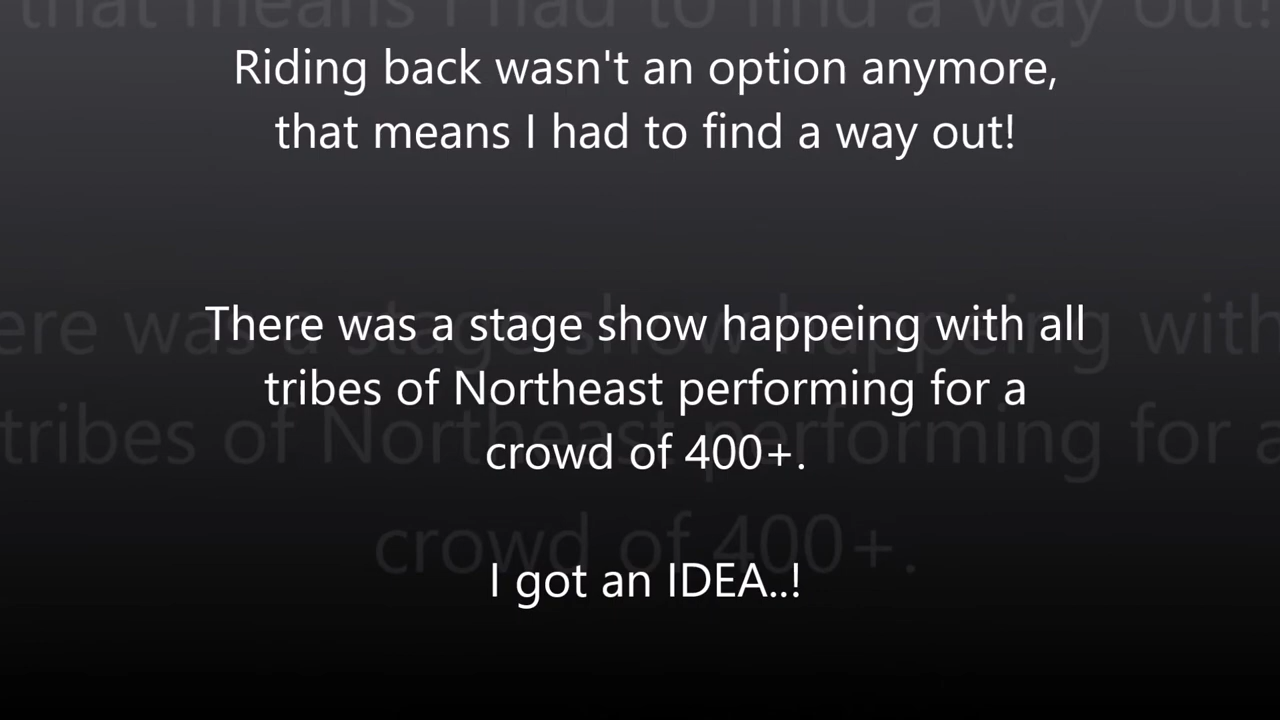 Riding back wasn't an option anymore,
that means I had to find a way out!
There was a stage show happeing with all
tribes of Northeast performing for a
crowd of 400+.
I got an IDEA..!